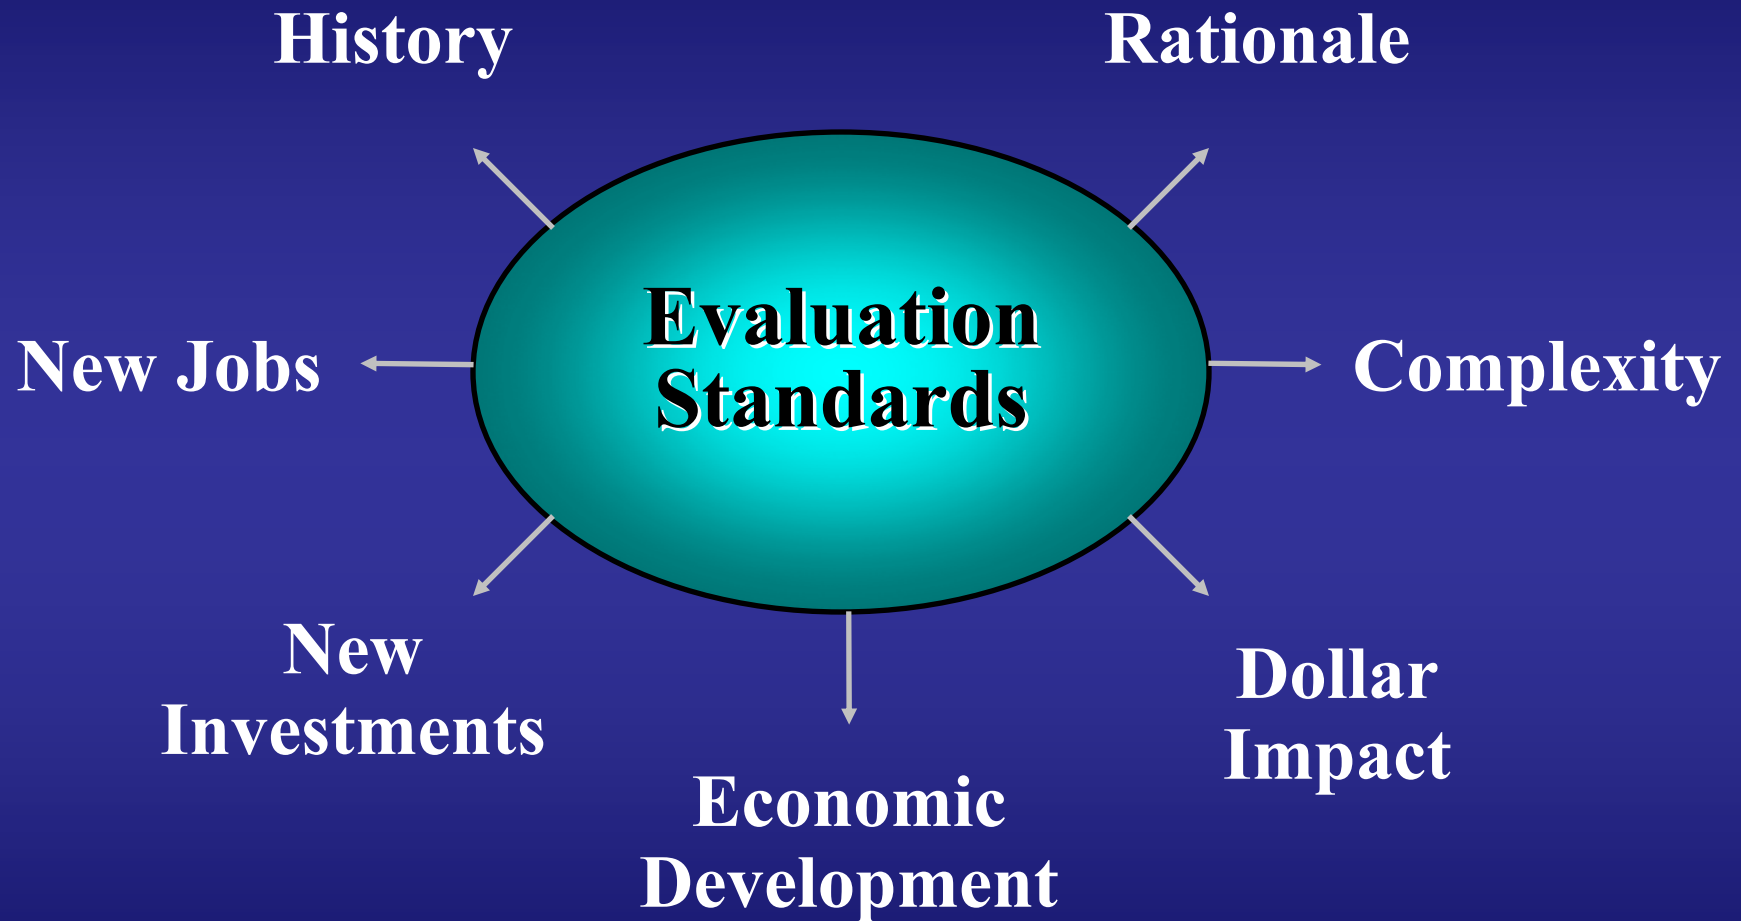 History
Rationale
Evaluation
Standards
New Jobs
Complexity
New
Investments
Dollar
Impact
Economic
Development